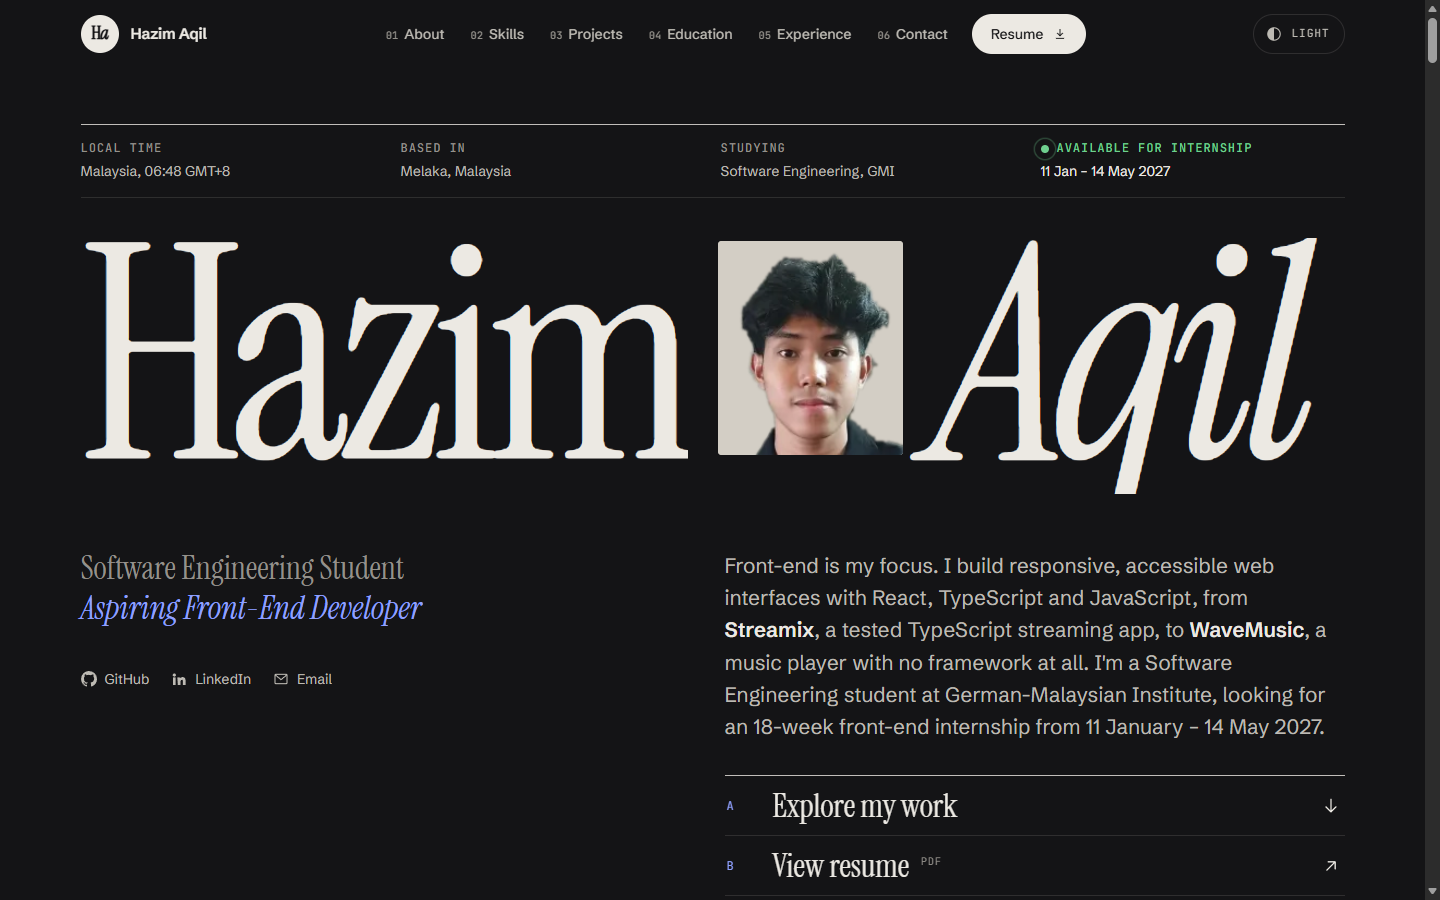 Ha Hazim Aqil
01 About 02 Skills 03 Projects 04 Education 05 Experience 06 Contact Resume LIGHT
LOCAL TIME
Malaysia, 06:48 GMT+8
BASED IN
Melaka, Malaysia
STUDYING
Software Engineering, GMI
AVAILABLE FOR INTERNSHIP
11 Jan – 14 May 2027
Hazim Aqil
Software Engineering Student
Aspiring Front-End Developer
GitHub LinkedIn Email
Front-end is my focus. I build responsive, accessible web
interfaces with React, TypeScript and JavaScript, from
Streamix, a tested TypeScript streaming app, to WaveMusic, a
music player with no framework at all. I'm a Software
Engineering student at German-Malaysian Institute, looking for
an 18-week front-end internship from 11 January – 14 May 2027.
A Explore my work
B View resume PDF